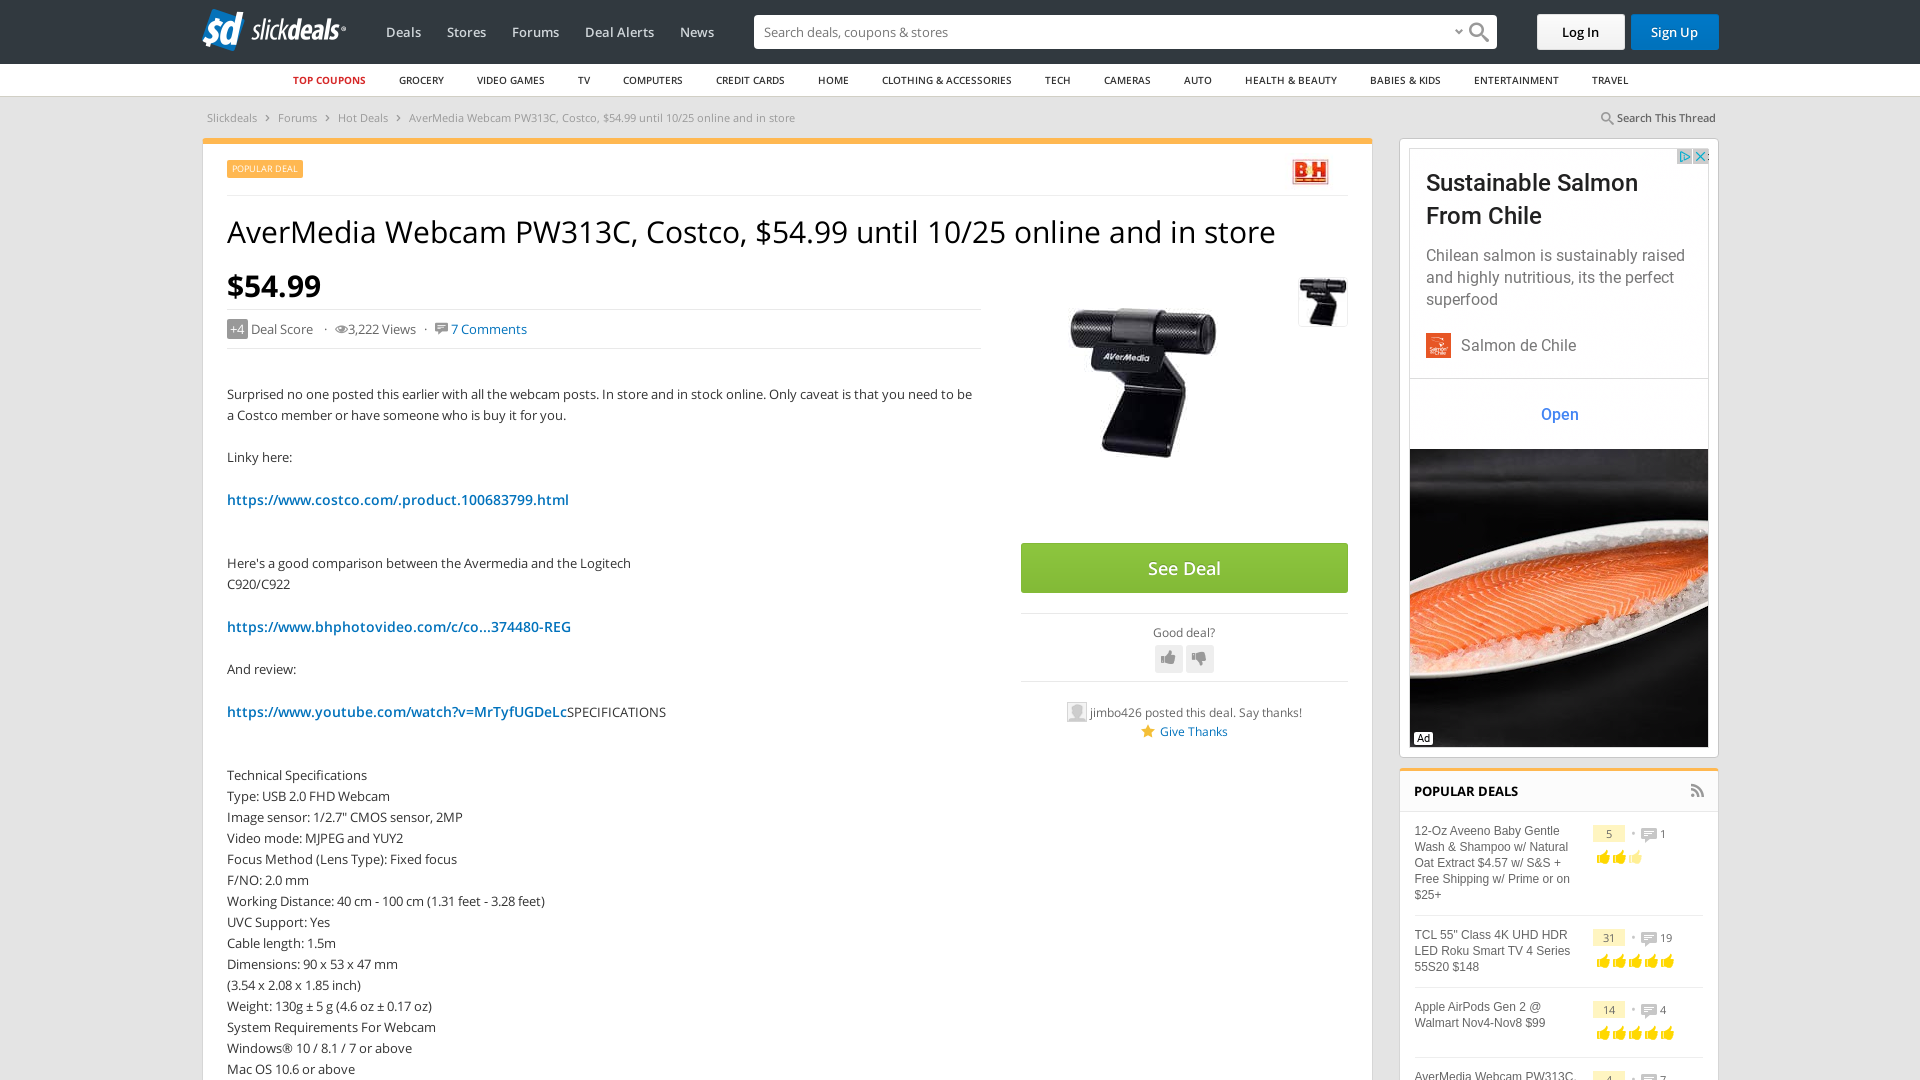 sd slickdeals
Deals
Stores
Forums
Deal Alerts
News
Search deals, coupons & stores
Log In
Sign Up
TOP COUPONS
GROCERY
VIDEO GAMES
TV
COMPUTERS
CREDIT CARDS
HOME
CLOTHING & ACCESSORIES
TECH
CAMERAS
AUTO
HEALTH & BEAUTY
BABIES & KIDS
ENTERTAINMENT
TRAVEL
Slickdeals > Forums > Hot Deals > AverMedia Webcam PW313C, Costco, $54.99 until 10/25 online and in store
Search This Thread
POPULAR DEAL
B&H
AverMedia Webcam PW313C, Costco, $54.99 until 10/25 online and in store
$54.99
+4 Deal Score · 3,222 Views · 7 Comments
Surprised no one posted this earlier with all the webcam posts. In store and in stock online. Only caveat is that you need to be
a Costco member or have someone who is buy it for you.
Linky here:
https://www.costco.com/.product.100683799.html
Here's a good comparison between the Avermedia and the Logitech
C920/C922
https://www.bhphotovideo.com/c/co...374480-REG
And review:
https://www.youtube.com/watch?v=MrTyfUGDeLcSPECIFICATIONS
Technical Specifications
Type: USB 2.0 FHD Webcam
Image sensor: 1/2.7" CMOS sensor, 2MP
Video mode: MJPEG and YUY2
Focus Method (Lens Type): Fixed focus
F/NO: 2.0 mm
Working Distance: 40 cm - 100 cm (1.31 feet - 3.28 feet)
UVC Support: Yes
Cable length: 1.5m
Dimensions: 90 x 53 x 47 mm
(3.54 x 2.08 x 1.85 inch)
Weight: 130g ± 5 g (4.6 oz ± 0.17 oz)
System Requirements For Webcam
Windows® 10 / 8.1 / 7 or above
Mac OS 10.6 or above
AVerMedia
See Deal
Good deal?
jimbo426 posted this deal. Say thanks!
Give Thanks
Sustainable Salmon
From Chile
Chilean salmon is sustainably raised
and highly nutritious, its the perfect
superfood
Salmon de Chile
Open
Ad
POPULAR DEALS
12-Oz Aveeno Baby Gentle
Wash & Shampoo w/ Natural
Oat Extract $4.57 w/ S&S +
Free Shipping w/ Prime or on
$25+
5 • 1
TCL 55" Class 4K UHD HDR
LED Roku Smart TV 4 Series
55S20 $148
31 • 19
Apple AirPods Gen 2 @
Walmart Nov4-Nov8 $99
14 • 4
AverMedia Webcam PW313C,
4 • 7